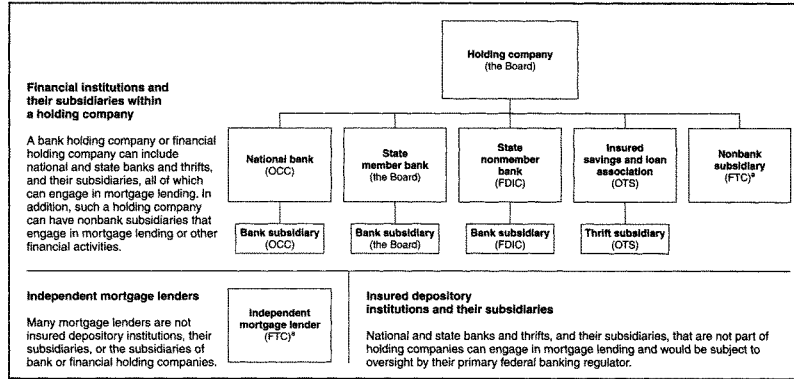 Holding company
(the Board)
Financial institutions and
their subsidiaries within
a holding company
A bank holding company or financial
holding company can include
national and state banks and thrifts,
and their subsidiaries, all of which
can engage in mortgage lending. In
addition, such a holding company
can have nonbank subsidiaries that
engage in mortgage lending or other
financial activities.
National bank
(OCC)
State
member bank
(the Board)
State
nonmember
bank
(FDIC)
Insured
savings and loan
association
(OTS)
Nonbank
subsidiary
(FTC)a
Bank subsidiary
(OCC)
Bank subsidiary
(the Board)
Bank subsidiary
(FDIC)
Thrift subsidiary
(OTS)
Independent mortgage lenders
Many mortgage lenders are not
insured depository institutions, their
subsidiaries, or the subsidiaries of
bank or financial holding companies.
Independent
mortgage lender
(FTC)a
Insured depository
institutions and their subsidiaries
National and state banks and thrifts, and their subsidiaries, that are not part of
holding companies can engage in mortgage lending and would be subject to
oversight by their primary federal banking regulator.